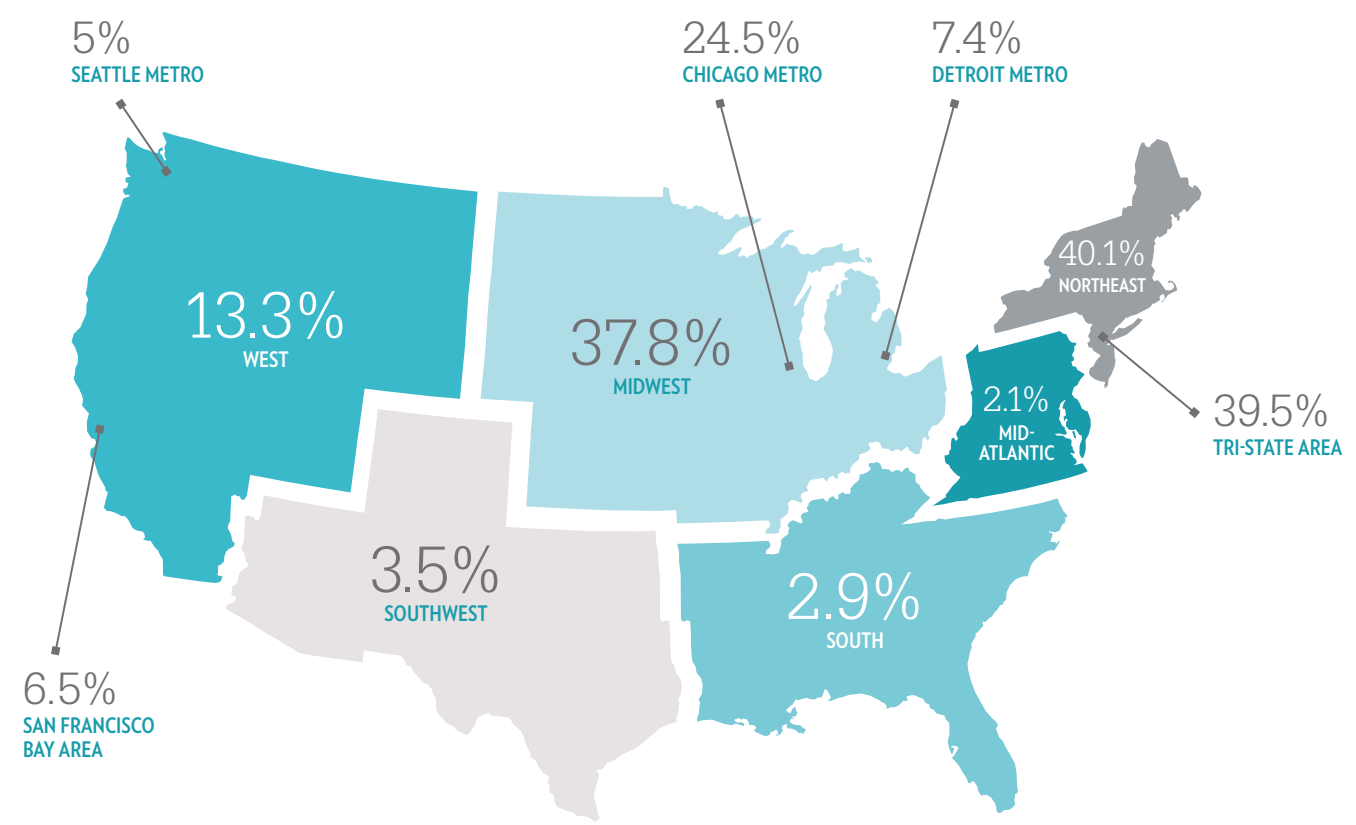 5%
SEATTLE METRO
24.5%
CHICAGO METRO
7.4%
DETROIT METRO
40.1%
NORTHEAST
13.3%
WEST
37.8%
MIDWEST
2.1%
MID-
ATLANTIC
39.5%
TRI-STATE AREA
3.5%
SOUTHWEST
2.9%
SOUTH
6.5%
SAN FRANCISCO
BAY AREA